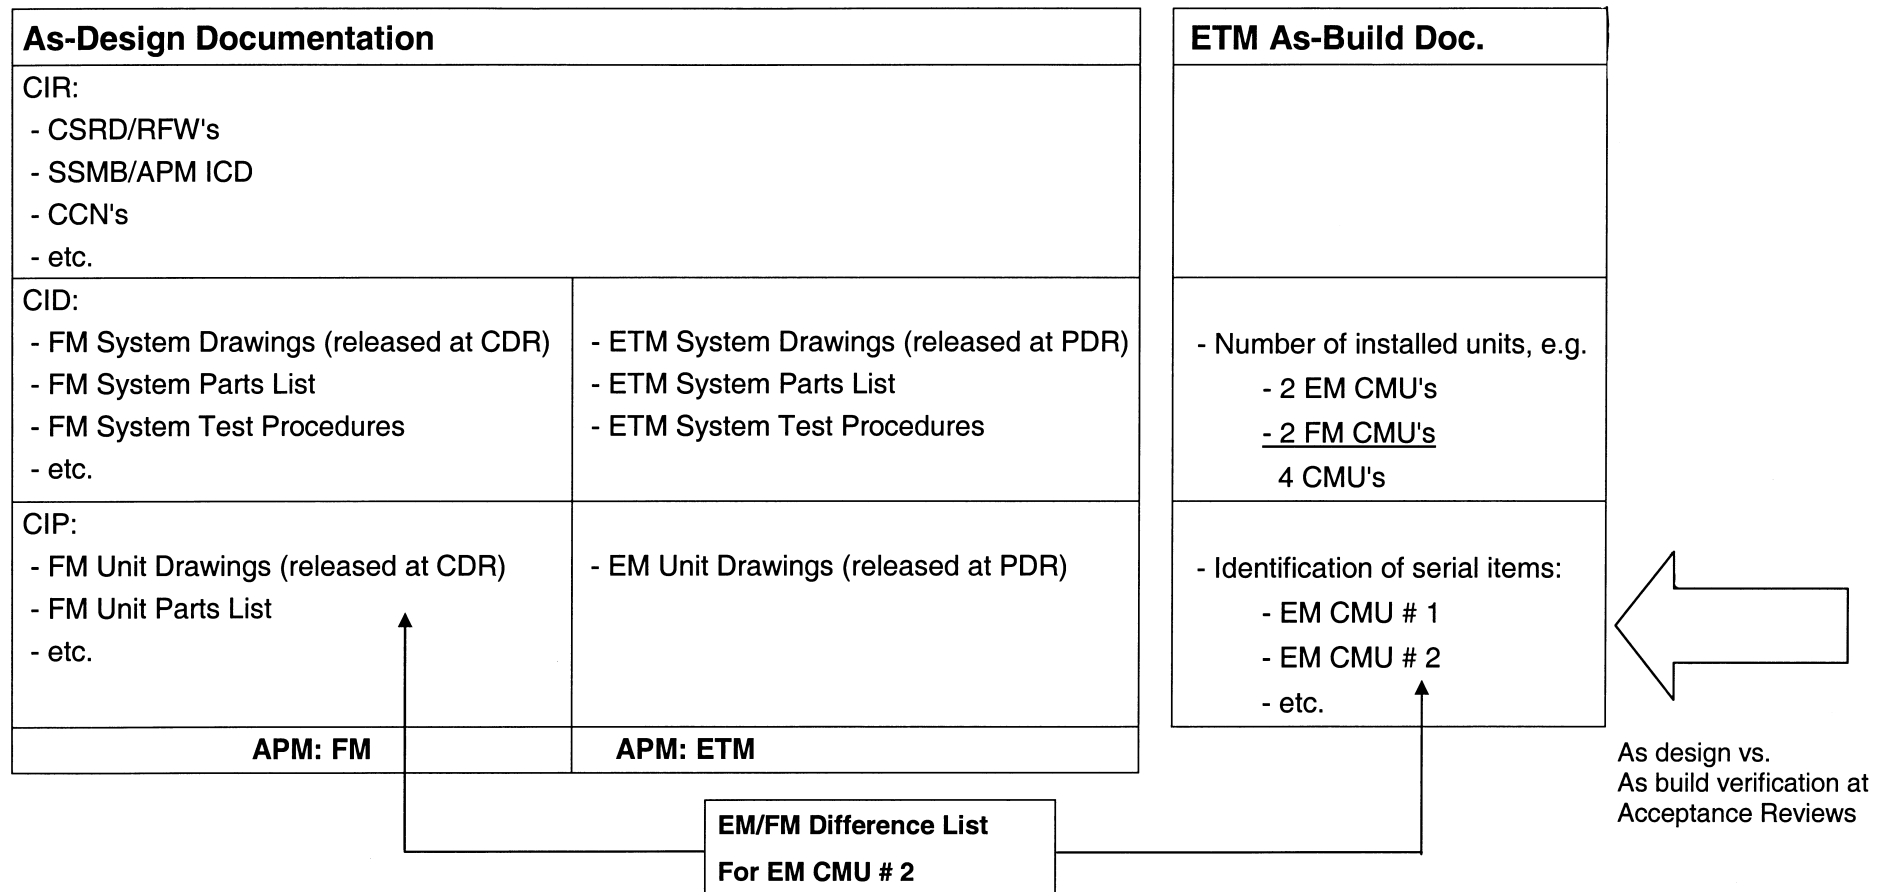 As-Design Documentation
CIR:
- CSRD/RFW's
- SSMB/APM ICD
- CCN's
- etc.
CID:
- FM System Drawings (released at CDR)
- FM System Parts List
- FM System Test Procedures
- etc.
- ETM System Drawings (released at PDR)
- ETM System Parts List
- ETM System Test Procedures
CIP:
- FM Unit Drawings (released at CDR)
- FM Unit Parts List
- etc.
- EM Unit Drawings (released at PDR)
APM: FM
APM: ETM
ETM As-Build Doc.
- Number of installed units, e.g.
- 2 EM CMU's
- 2 FM CMU's
4 CMU's
- Identification of serial items:
- EM CMU # 1
- EM CMU # 2
- etc.
As design vs.
As build verification at
Acceptance Reviews
EM/FM Difference List
For EM CMU # 2